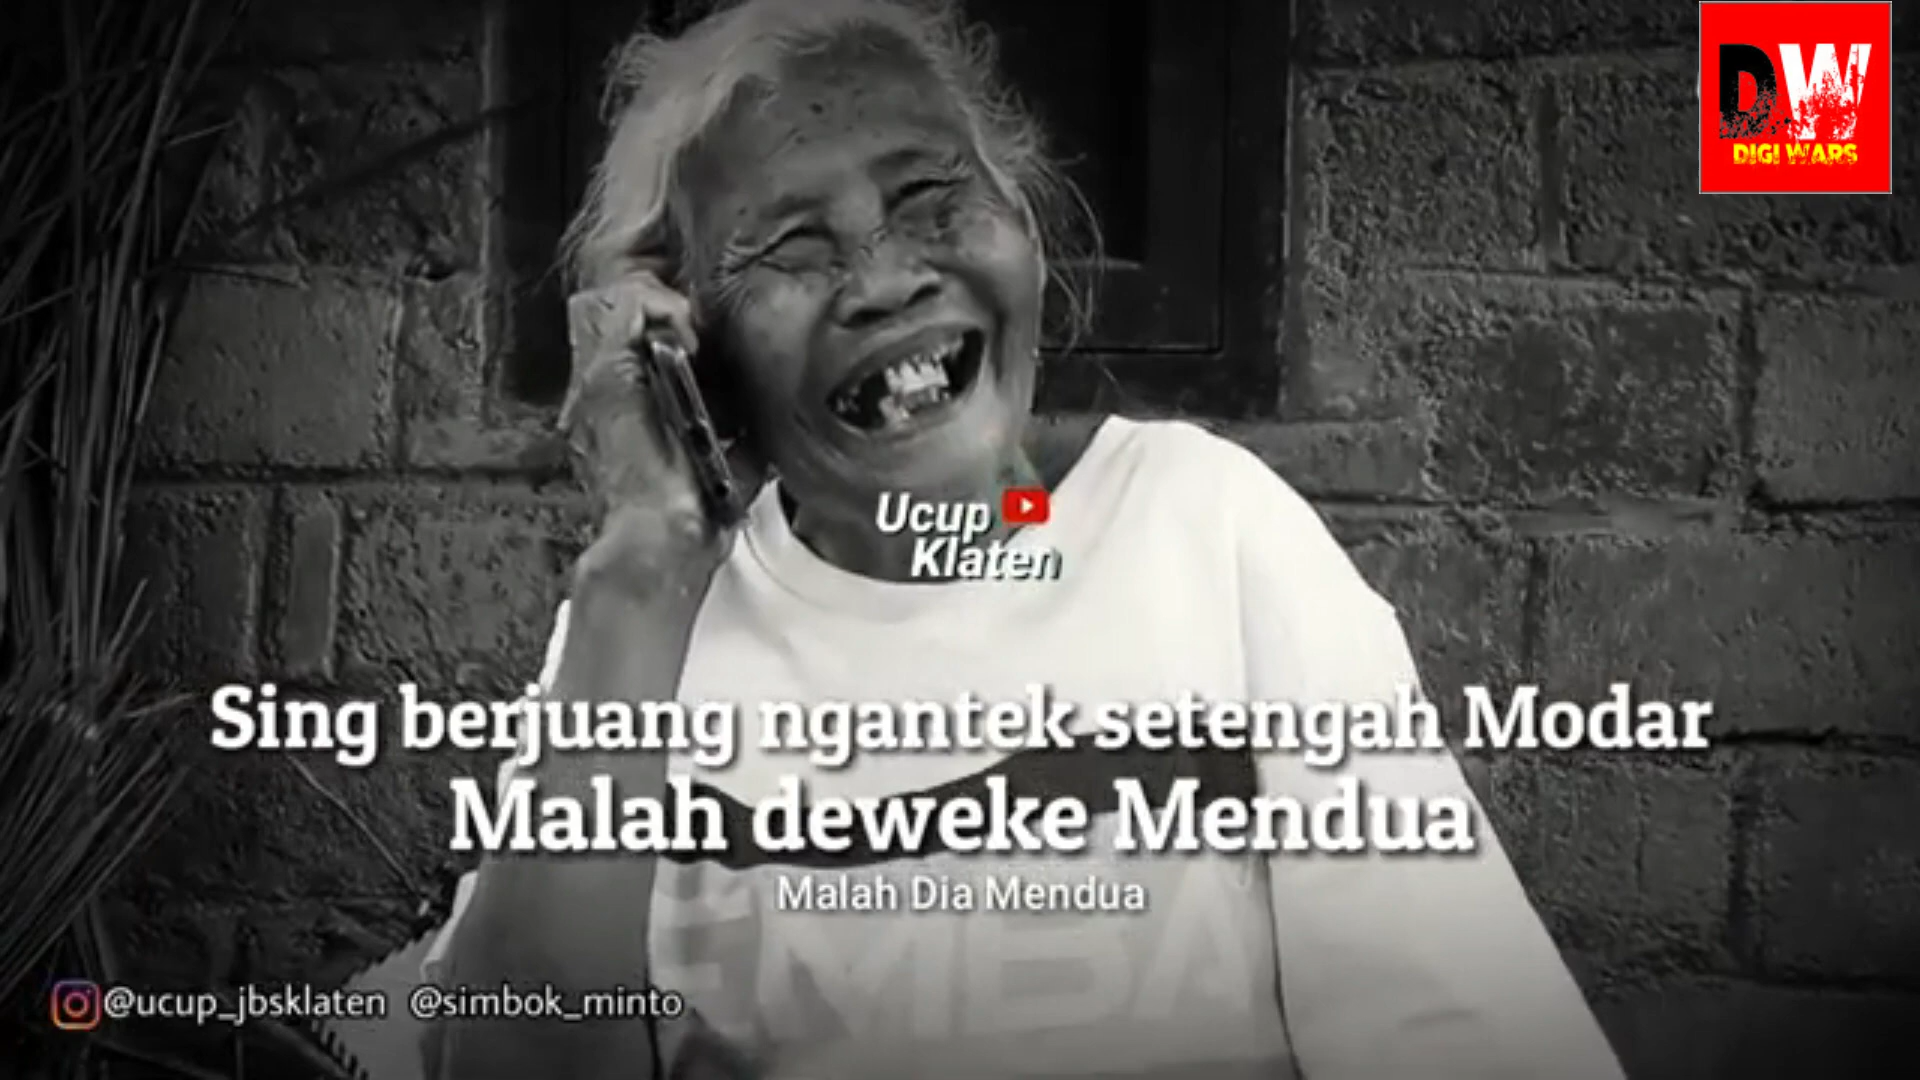 DW
DIGI WARS
Ucup
Klaten
Sing berjuang ngantek setengah Modar
Malah deweke Mendua
Malah Dia Mendua
@ucup_jbsklaten @simbok_minto